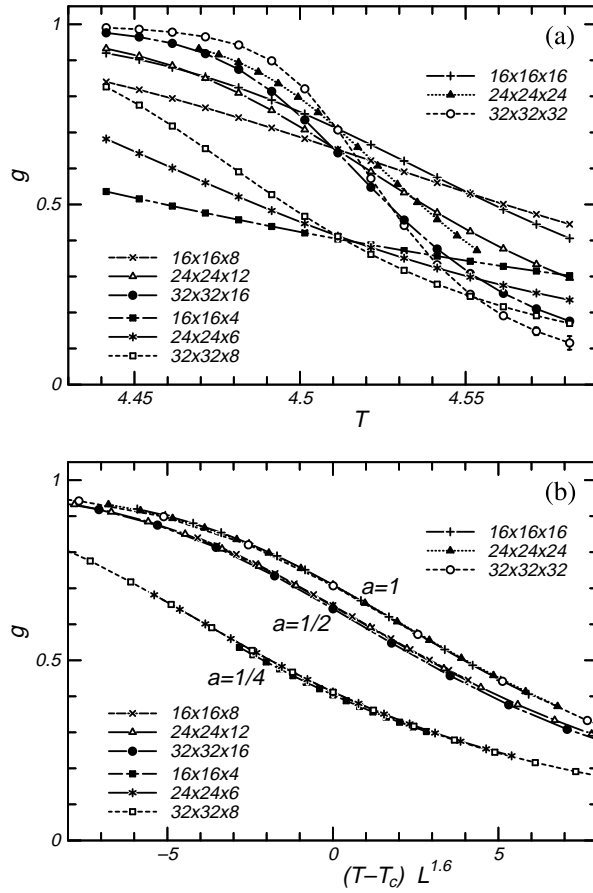 1
(a)
16x16x16
24x24x24
32x32x32
g
0.5
16x16x8
24x24x12
32x32x16
16x16x4
24x24x6
32x32x8
0
4.45
4.5
4.55
T
1
(b)
16x16x16
24x24x24
32x32x32
a=1
g
a=1/2
0.5
a=1/4
16x16x8
24x24x12
32x32x16
16x16x4
24x24x6
32x32x8
0
−5
0
5
(T−Tc) L^1.6